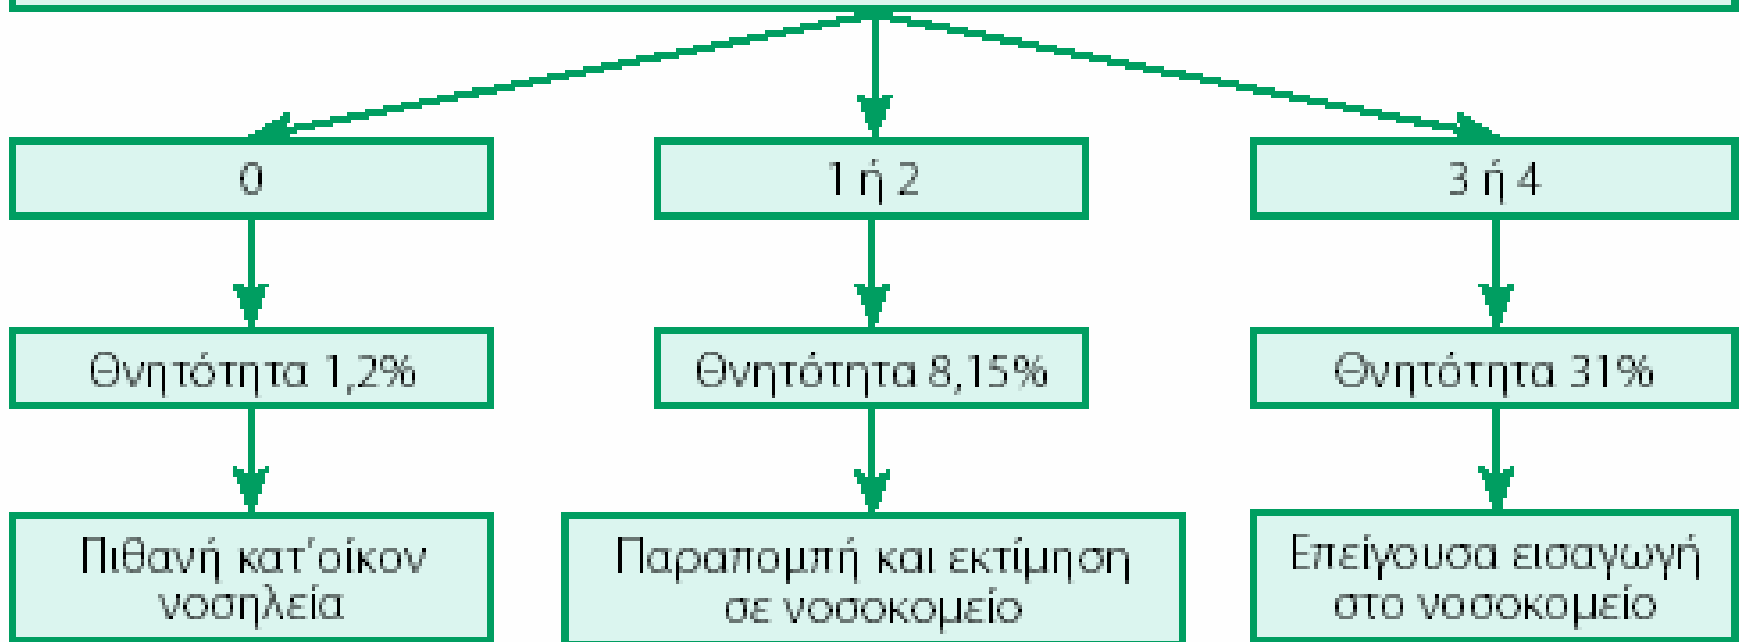 0
1 ή 2
3 ή 4
Θνητότητα 1,2%
Θνητότητα 8,15%
Θνητότητα 31%
Πιθανή κατ’οίκον
νοσηλεία
Παραπομπή και εκτίμηση
σε νοσοκομείο
Επείγουσα εισαγωγή
στο νοσοκομείο